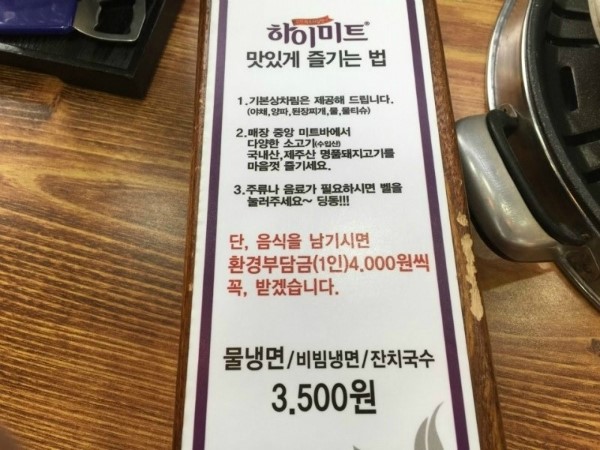 하이미트
맛있게 즐기는 법
1.기본상차림은 제공해 드립니다.
(야채,양파,된장찌개,물,물티슈)
2.매장 중앙 미트바에서
다양한 소고기(수입산)
국내산,제주산 명품돼지고기를
마음껏 즐기세요.
3.주류나 음료가 필요하시면 벨을
눌러주세요~ 딩동!!!
단, 음식을 남기시면
환경부담금(1인)4.000원씩
꼭, 받겠습니다.
물냉면/비빔냉면/잔치국수
3.500원